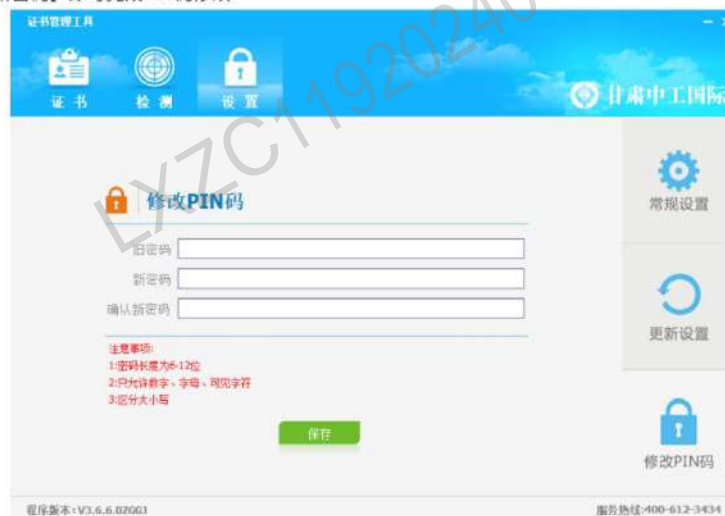 证书管理工具
证书 检测 设置
甘肃中工国际
LXZC11920240
修改PIN码
常规设置
旧密码
新密码
确认新密码
更新设置
注意事项:
1:密码长度为6-12位
2:只允许数字、字母、可见字符
3:区分大小写
保存
修改PIN码
程序版本:V3.6.6.02GGJ
服务热线:400-612-3434